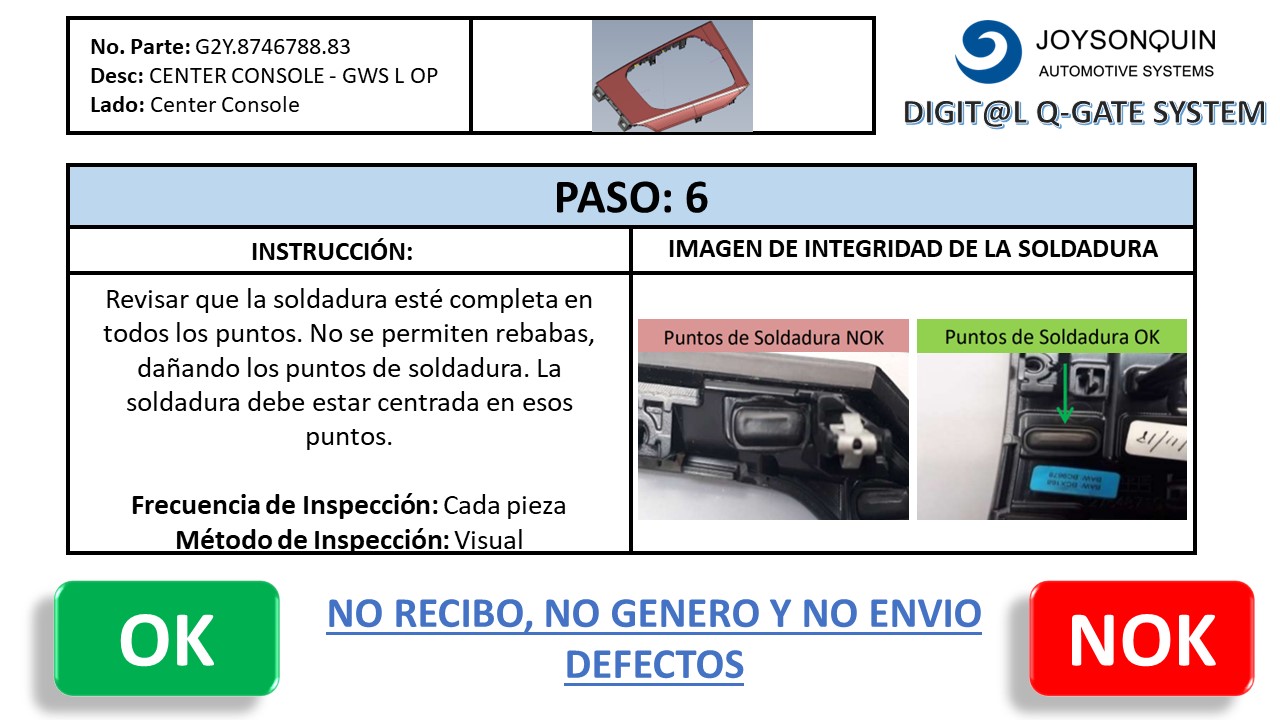 No. Parte: G2Y.8746788.83
Desc: CENTER CONSOLE - GWS L OP
Lado: Center Console
JOYSONQUIN
AUTOMOTIVE SYSTEMS
DIGIT@L Q-GATE SYSTEM
PASO: 6
INSTRUCCIÓN:
IMAGEN DE INTEGRIDAD DE LA SOLDADURA
Revisar que la soldadura esté completa en
todos los puntos. No se permiten rebabas,
dañando los puntos de soldadura. La
soldadura debe estar centrada en esos
puntos.
Frecuencia de Inspección: Cada pieza
Método de Inspección: Visual
Puntos de Soldadura NOK
Puntos de Soldadura OK
OK
NO RECIBO, NO GENERO Y NO ENVIO
DEFECTOS
NOK